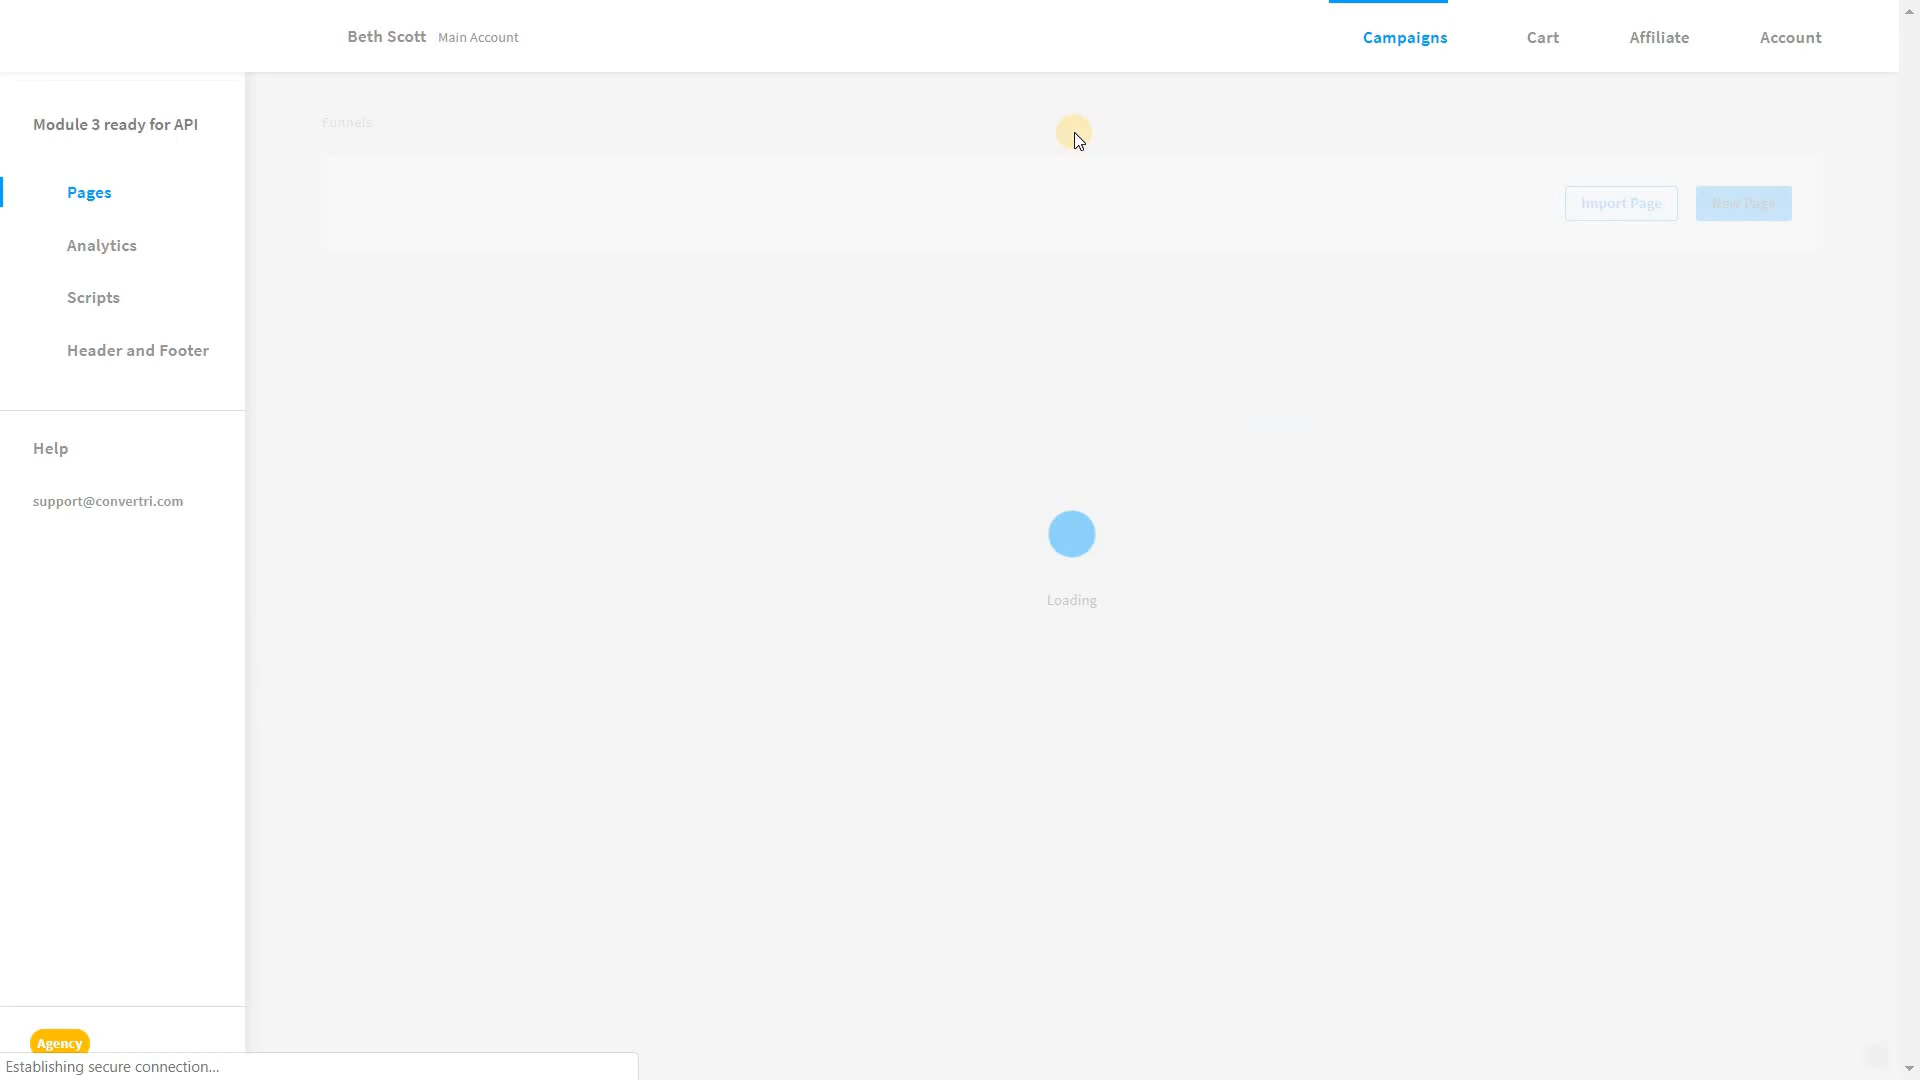 Beth Scott Main Account
Campaigns Cart Affiliate Account
Module 3 ready for API
Pages
Analytics
Scripts
Header and Footer
Help
support@convertri.com
Agency
Establishing secure connection...
Funnels
Import Page New Page
Loading